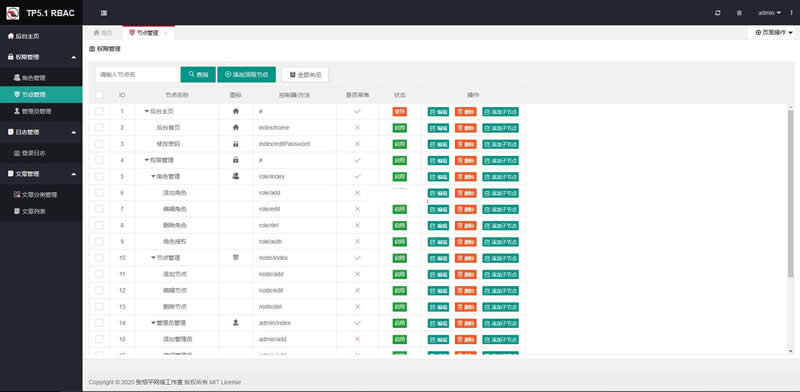 TP5.1 RBAC
admin
后台主页
首页 节点管理
页面操作
权限管理
权限管理
角色管理
请输入节点名 查询 添加顶级节点 全部关闭
节点管理
ID 节点名称 图标 控制器/方法 是否菜单 状态 操作
管理员管理
1 后台主页 # 禁用 编辑 删除 添加子节点
日志管理
2 后台首页 index/home 启用 编辑 删除 添加子节点
登录日志
3 修改密码 index/editPassword 启用 编辑 删除 添加子节点
4 权限管理 # 启用 编辑 删除 添加子节点
文章管理
5 角色管理 role/index 启用 编辑 删除 添加子节点
文章分类管理
6 添加角色 role/add 编辑 删除 添加子节点
文章列表
7 编辑角色 role/edit 启用 编辑 删除 添加子节点
8 删除角色 role/del 启用 编辑 删除 添加子节点
9 角色授权 role/auth 启用 编辑 删除 添加子节点
10 节点管理 node/index 启用 编辑 删除 添加子节点
11 添加节点 node/add 启用 编辑 删除 添加子节点
12 编辑节点 node/edit 启用 编辑 删除 添加子节点
13 删除节点 node/del 启用 编辑 删除 添加子节点
14 管理员管理 admin/index 启用 编辑 删除 添加子节点
15 添加管理员 admin/add 启用 编辑 删除 添加子节点
Copyright © 2020 张恒平网络工作室 版权所有 MIT License